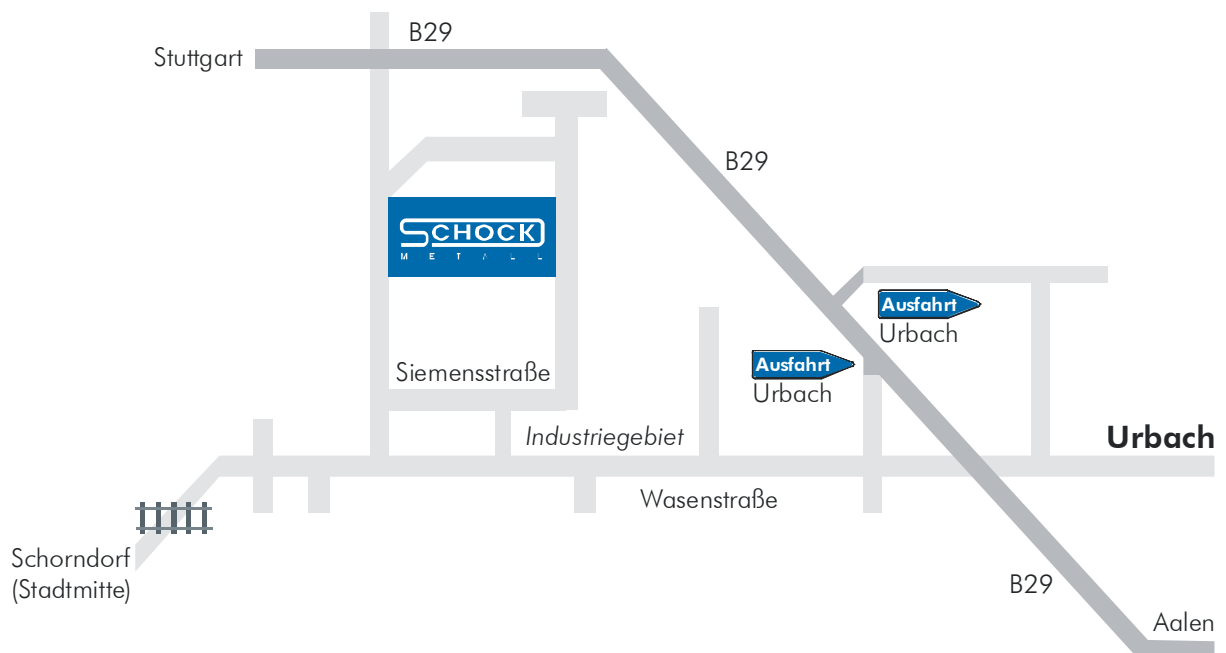 B29
Stuttgart
B29
SCHOCK
METALL
Ausfahrt
Urbach
Ausfahrt
Urbach
Siemensstraße
Industriegebiet
Urbach
Wasenstraße
Schorndorf
(Stadtmitte)
B29
Aalen